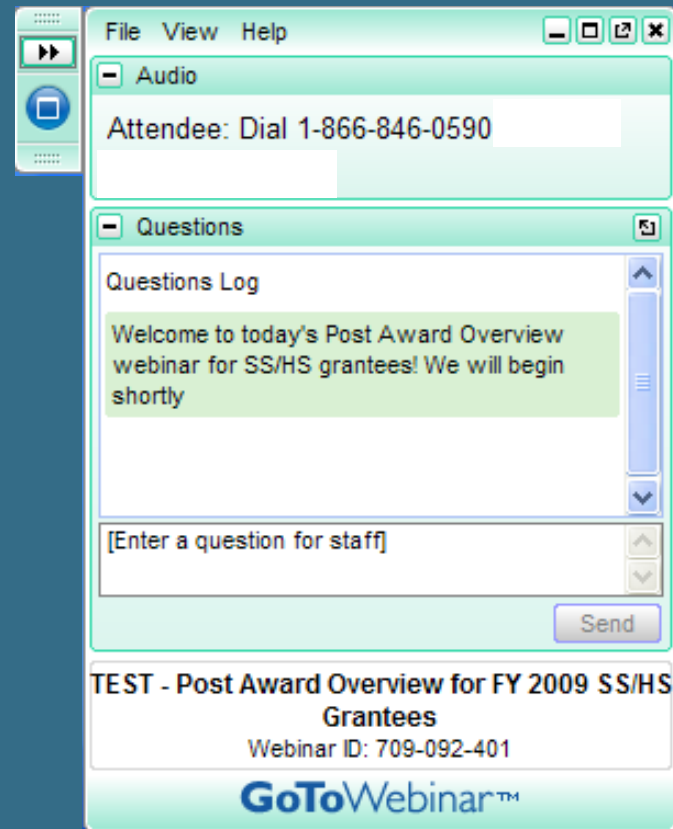 File View Help
Audio
Attendee: Dial 1-866-846-0590
Questions
Questions Log
Welcome to today's Post Award Overview
webinar for SS/HS grantees! We will begin
shortly
[Enter a question for staff]
Send
TEST - Post Award Overview for FY 2009 SS/HS
Grantees
Webinar ID: 709-092-401
GoToWebinar™